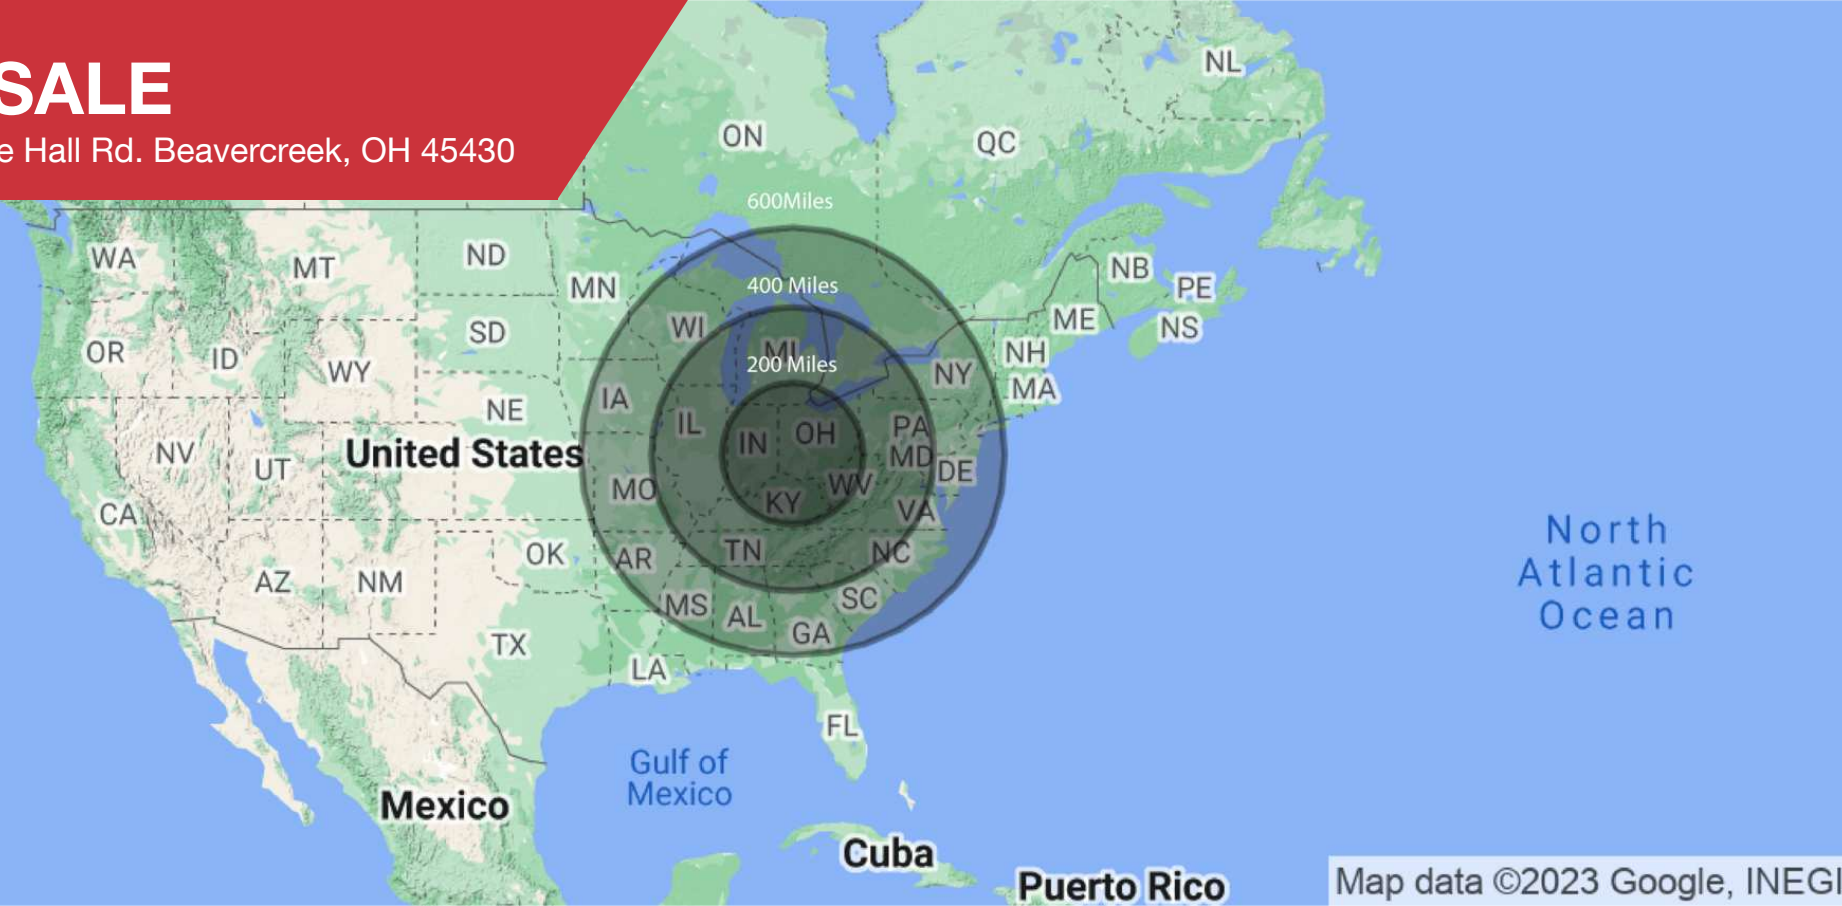 SALE
e Hall Rd. Beavercreek, OH 45430
NL
ON
QC
600Miles
WA
MT
ND
MN
NB
PE
400 Miles
OR
ID
WY
SD
WI
MI
ME
NS
NH
200 Miles
NY
MA
NE
IA
IL
IN
OH
PA
NV
UT
United States
MD
DE
CA
MO
KY
WV
VA
AZ
NM
OK
AR
TN
NC
MS
AL
SC
GA
TX
LA
FL
North
Atlantic
Ocean
Gulf of
Mexico
Mexico
Cuba
Puerto Rico
Map data ©2023 Google, INEGI